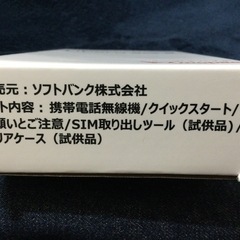 売元：ソフトバンク株式会社
ト内容：携帯電話無線機/クイックスタート/
願いとご注意/SIM取り出しツール（試供品）/
リアケース（試供品）